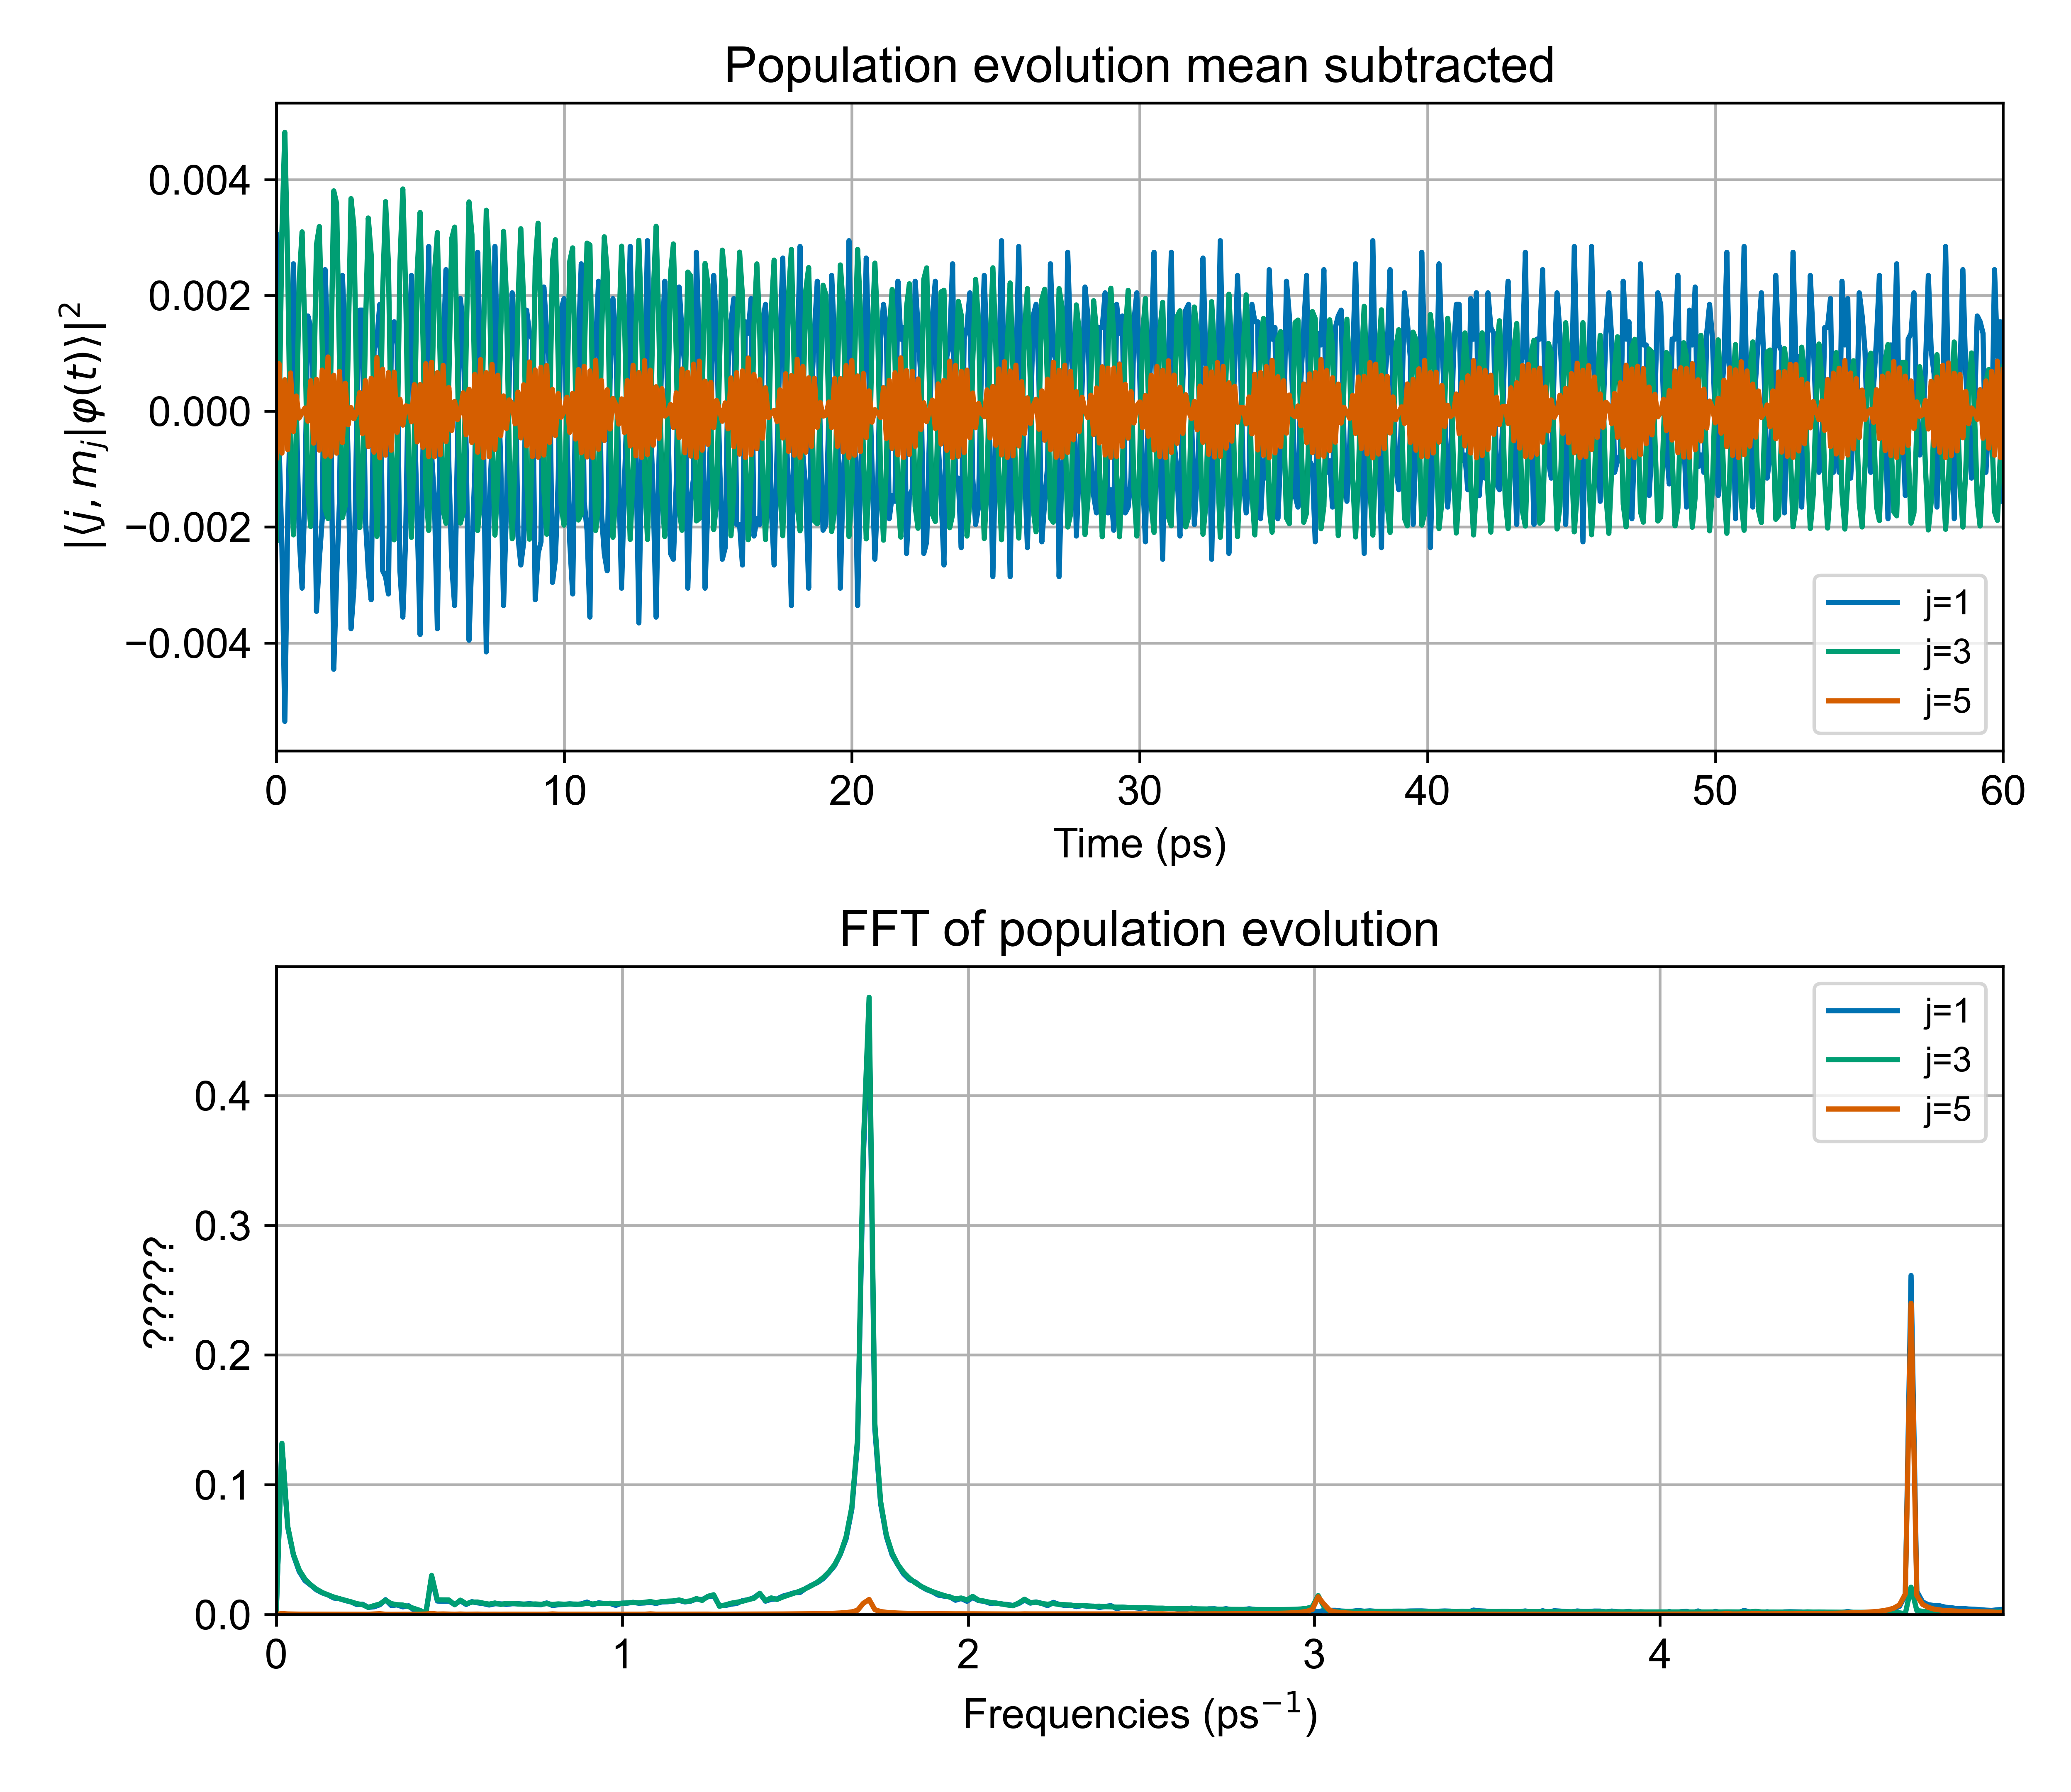 Population evolution mean subtracted
|⟨j, m_j|φ(t)⟩|²
0.004
0.002
0.000
−0.002
−0.004
j=1
j=3
j=5
0 10 20 30 40 50 60
Time (ps)
FFT of population evolution
??????
0.4
0.3
0.2
0.1
0.0
j=1
j=3
j=5
0 1 2 3 4
Frequencies (ps⁻¹)